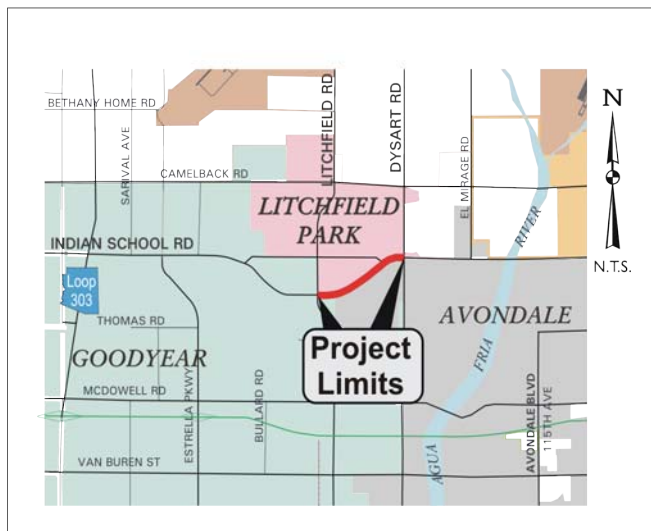 BETHANY HOME RD
SARIVAL AVE
LITCHFIELD RD
DYSART RD
EL MIRAGE RD
CAMELBACK RD
LITCHFIELD
PARK
RIVER
INDIAN SCHOOL RD
Loop
303
THOMAS RD
GOODYEAR
ESTRELLA PKWY
BULLARD RD
Project
Limits
AVONDALE
FRIA
MCDOWELL RD
AVONDALE BLVD
115TH AVE
VAN BUREN ST
AGUA
N
N.T.S.